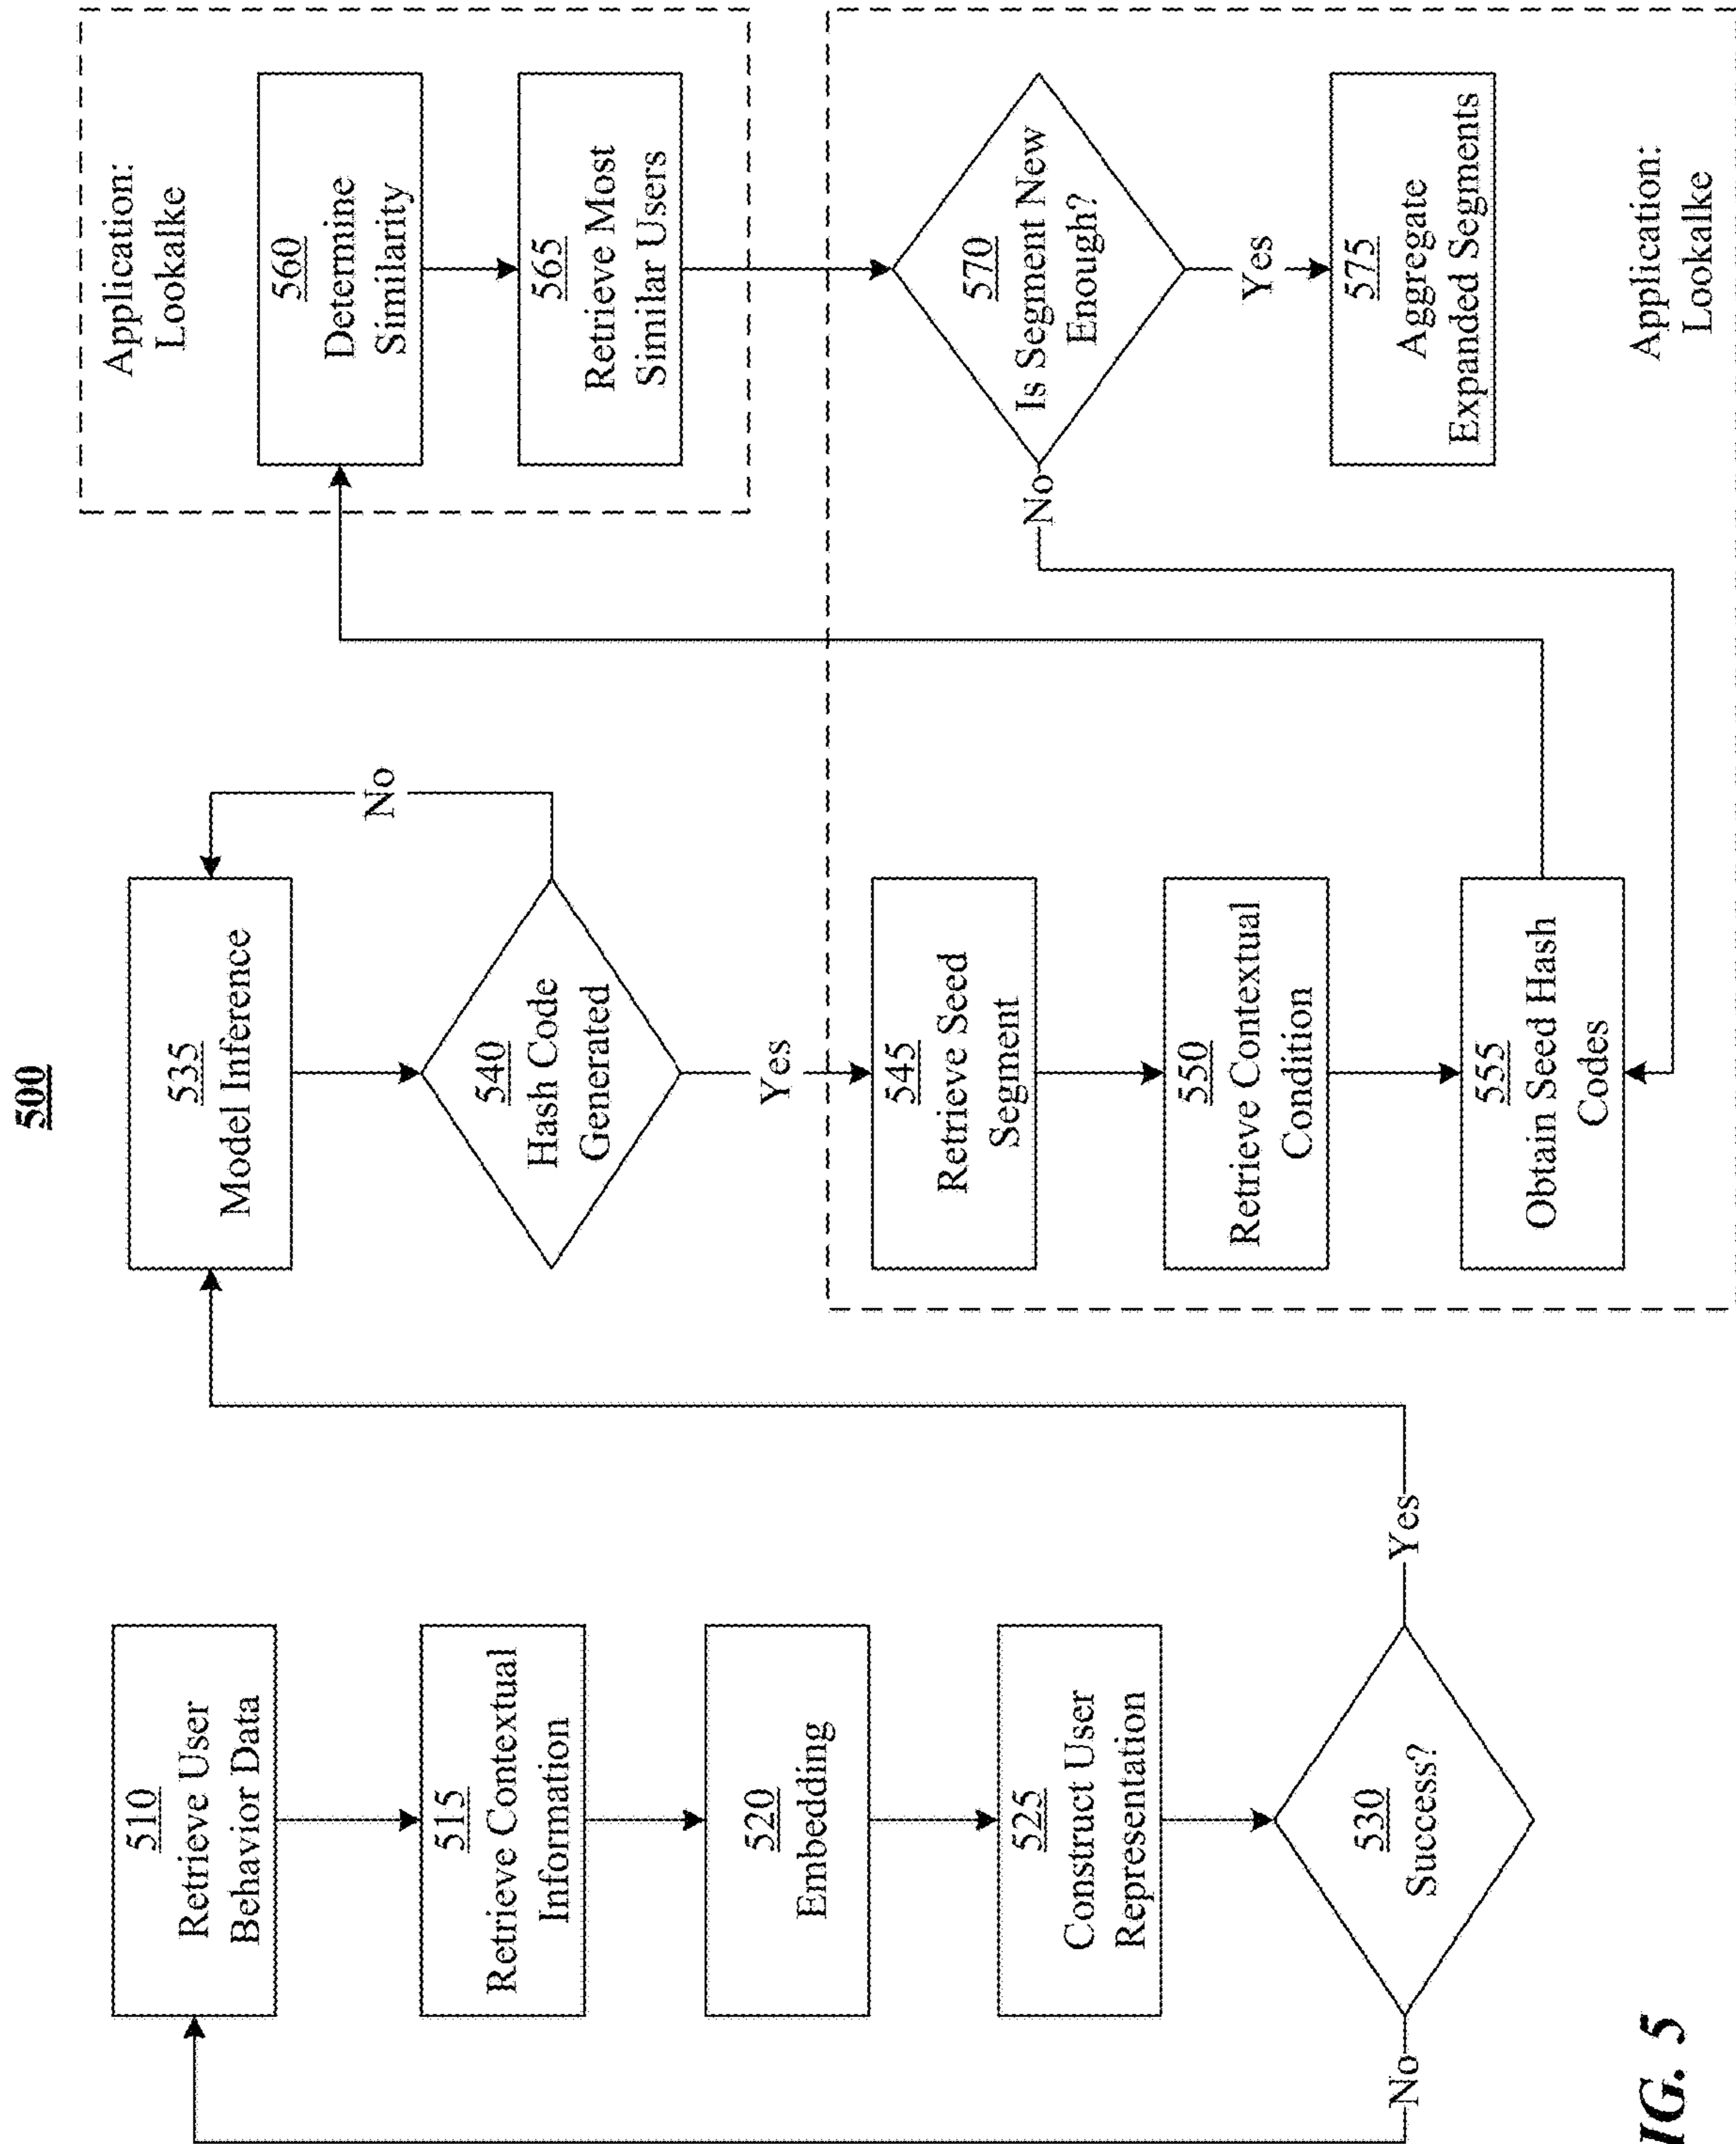 500
510
Retrieve User
Behavior Data
515
Retrieve Contextual
Information
520
Embedding
525
Construct User
Representation
530
Success?
No
Yes
535
Model Inference
540
Hash Code
Generated
No
Yes
545
Retrieve Seed
Segment
550
Retrieve Contextual
Condition
555
Obtain Seed Hash
Codes
Application:
Lookalke
560
Determine
Similarity
565
Retrieve Most
Similar Users
570
Is Segment New
Enough?
No
Yes
575
Aggregate
Expanded Segments
Application:
Lookalke
IG. 5